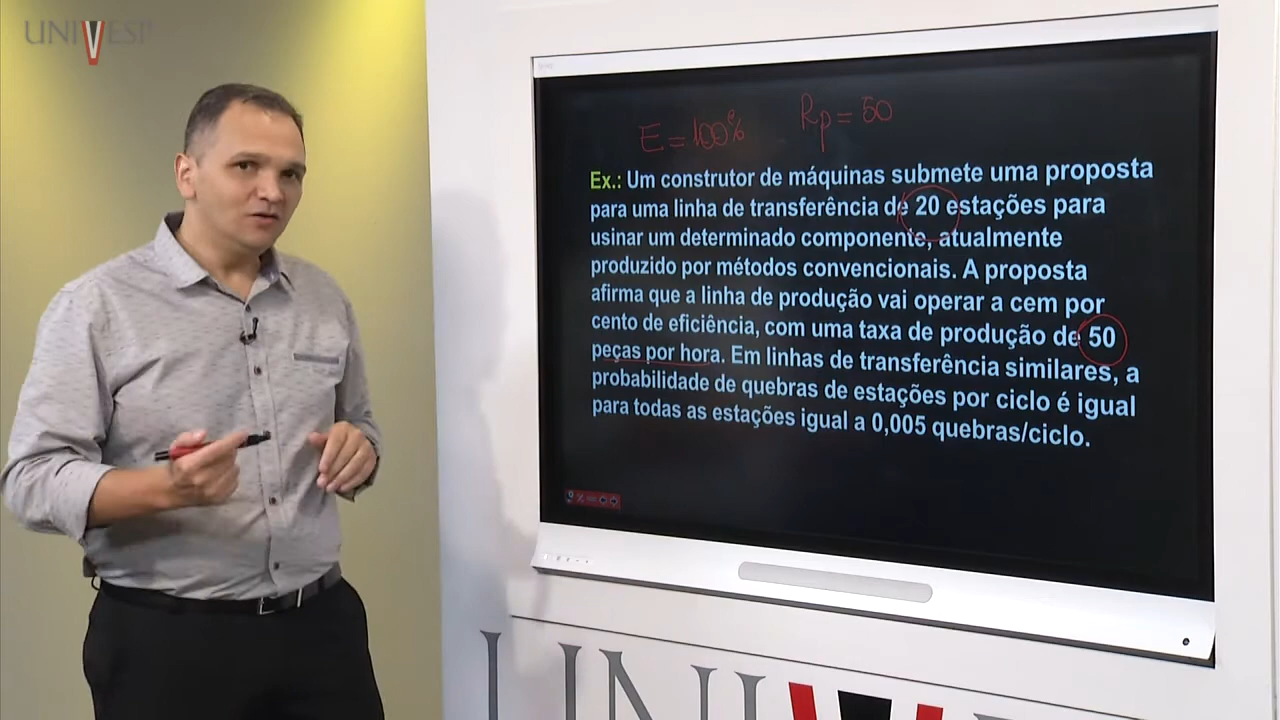 UNIVESP
E = 100% Rp = 50
Ex.: Um construtor de máquinas submete uma proposta
para uma linha de transferência de 20 estações para
usinar um determinado componente, atualmente
produzido por métodos convencionais. A proposta
afirma que a linha de produção vai operar a cem por
cento de eficiência, com uma taxa de produção de 50
peças por hora. Em linhas de transferência similares, a
probabilidade de quebras de estações por ciclo é igual
para todas as estações igual a 0,005 quebras/ciclo.
UNIV